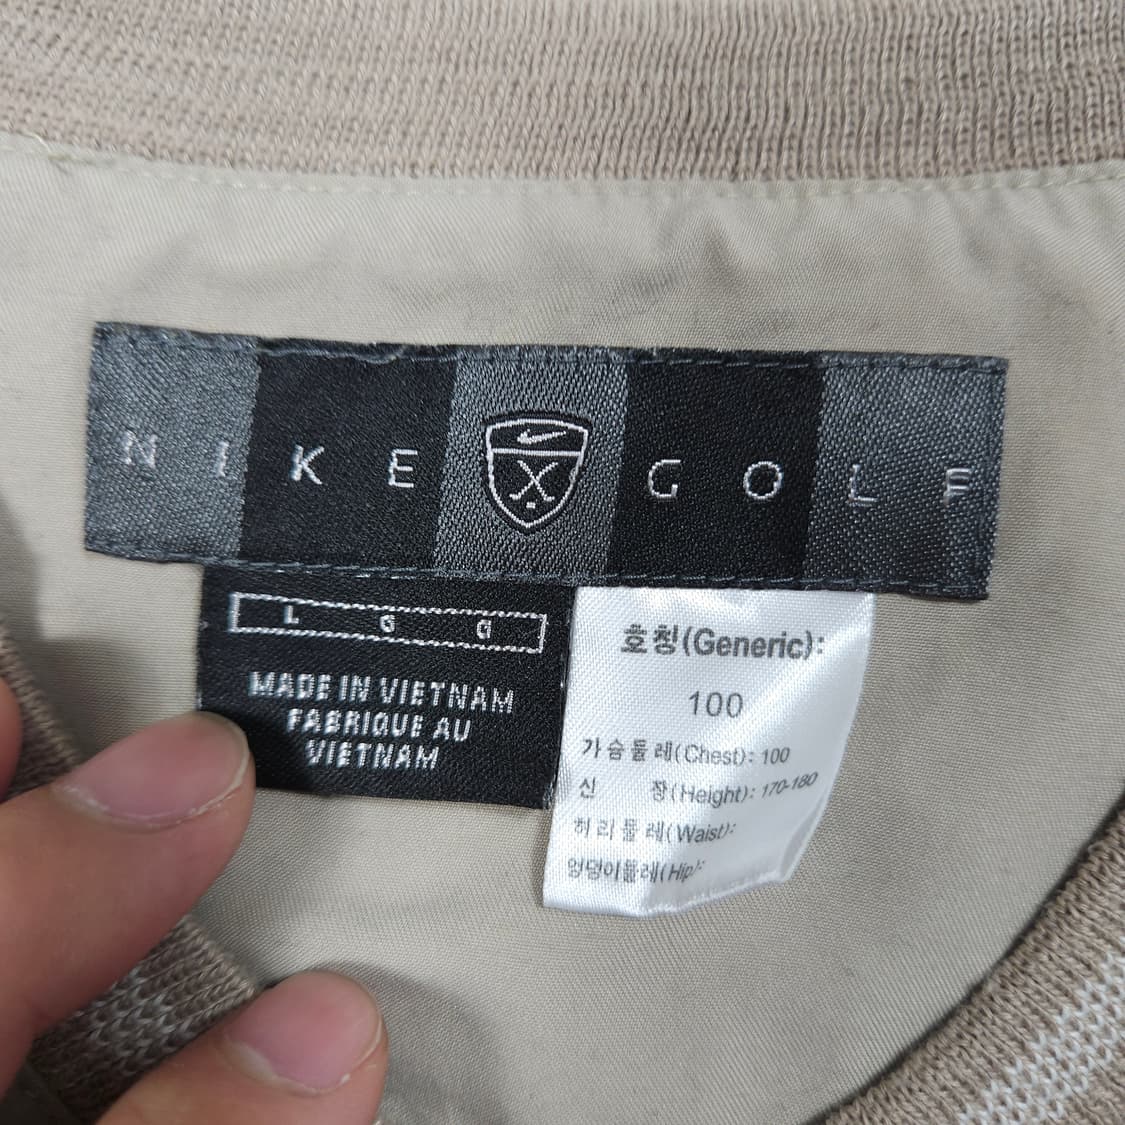 NIKE GOLF
L G G
MADE IN VIETNAM
FABRIQUE AU
VIETNAM
호칭(Generic):
100
가슴둘레(Chest): 100
신 장(Height): 170-180
허리둘레(Waist):
엉덩이둘레(Hip):